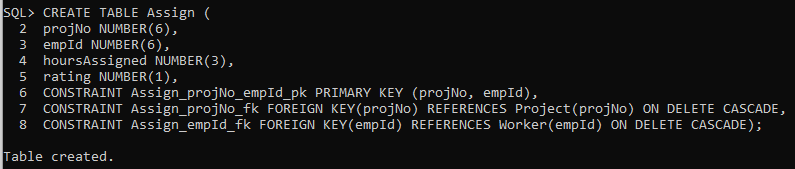 SQL> CREATE TABLE Assign (
  2  projNo NUMBER(6),
  3  empId NUMBER(6),
  4  hoursAssigned NUMBER(3),
  5  rating NUMBER(1),
  6  CONSTRAINT Assign_projNo_empId_pk PRIMARY KEY (projNo, empId),
  7  CONSTRAINT Assign_projNo_fk FOREIGN KEY(projNo) REFERENCES Project(projNo) ON DELETE CASCADE,
  8  CONSTRAINT Assign_empId_fk FOREIGN KEY(empId) REFERENCES Worker(empId) ON DELETE CASCADE);
Table created.